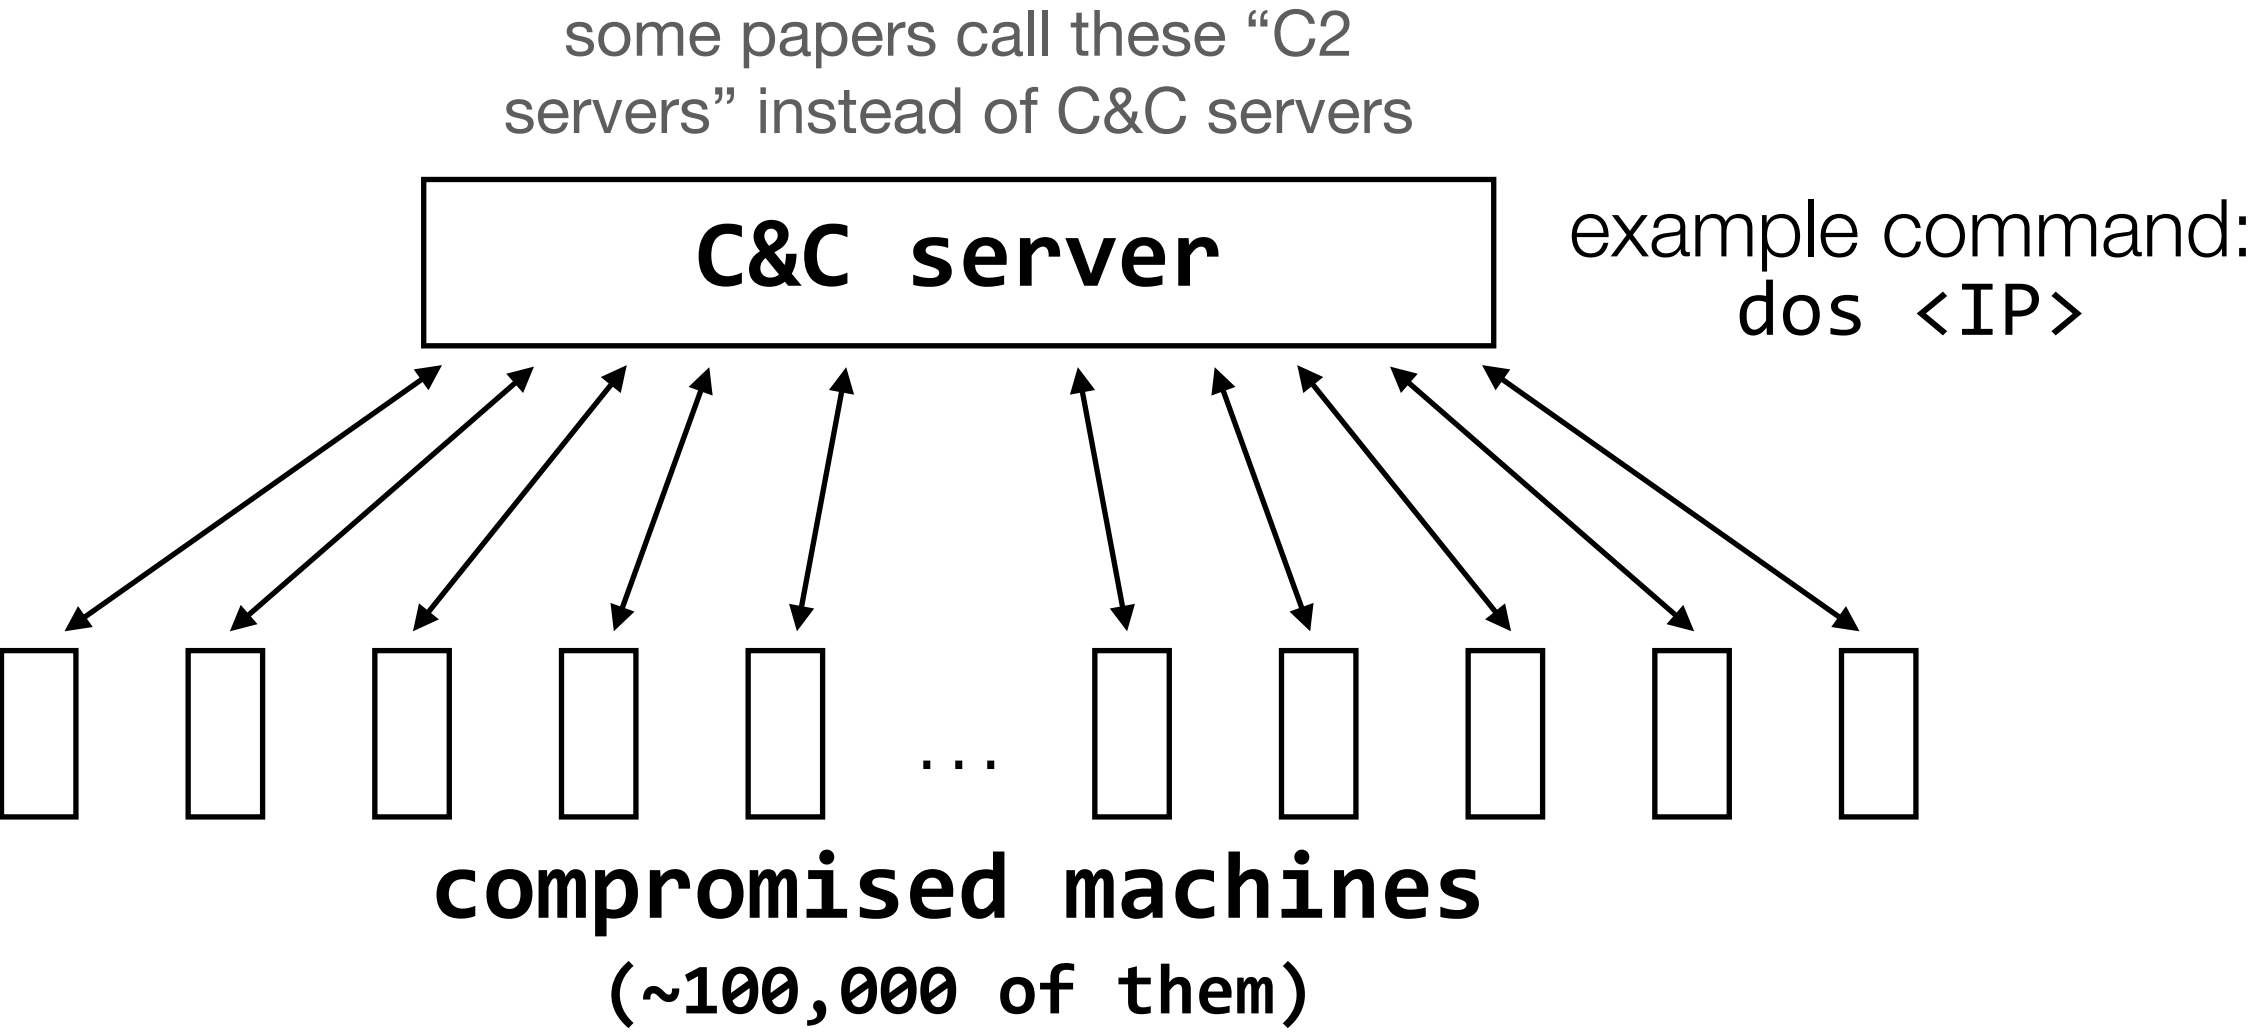 some papers call these “C2
servers” instead of C&C servers
C&C server
example command:
dos <IP>
...
compromised machines
(~100,000 of them)